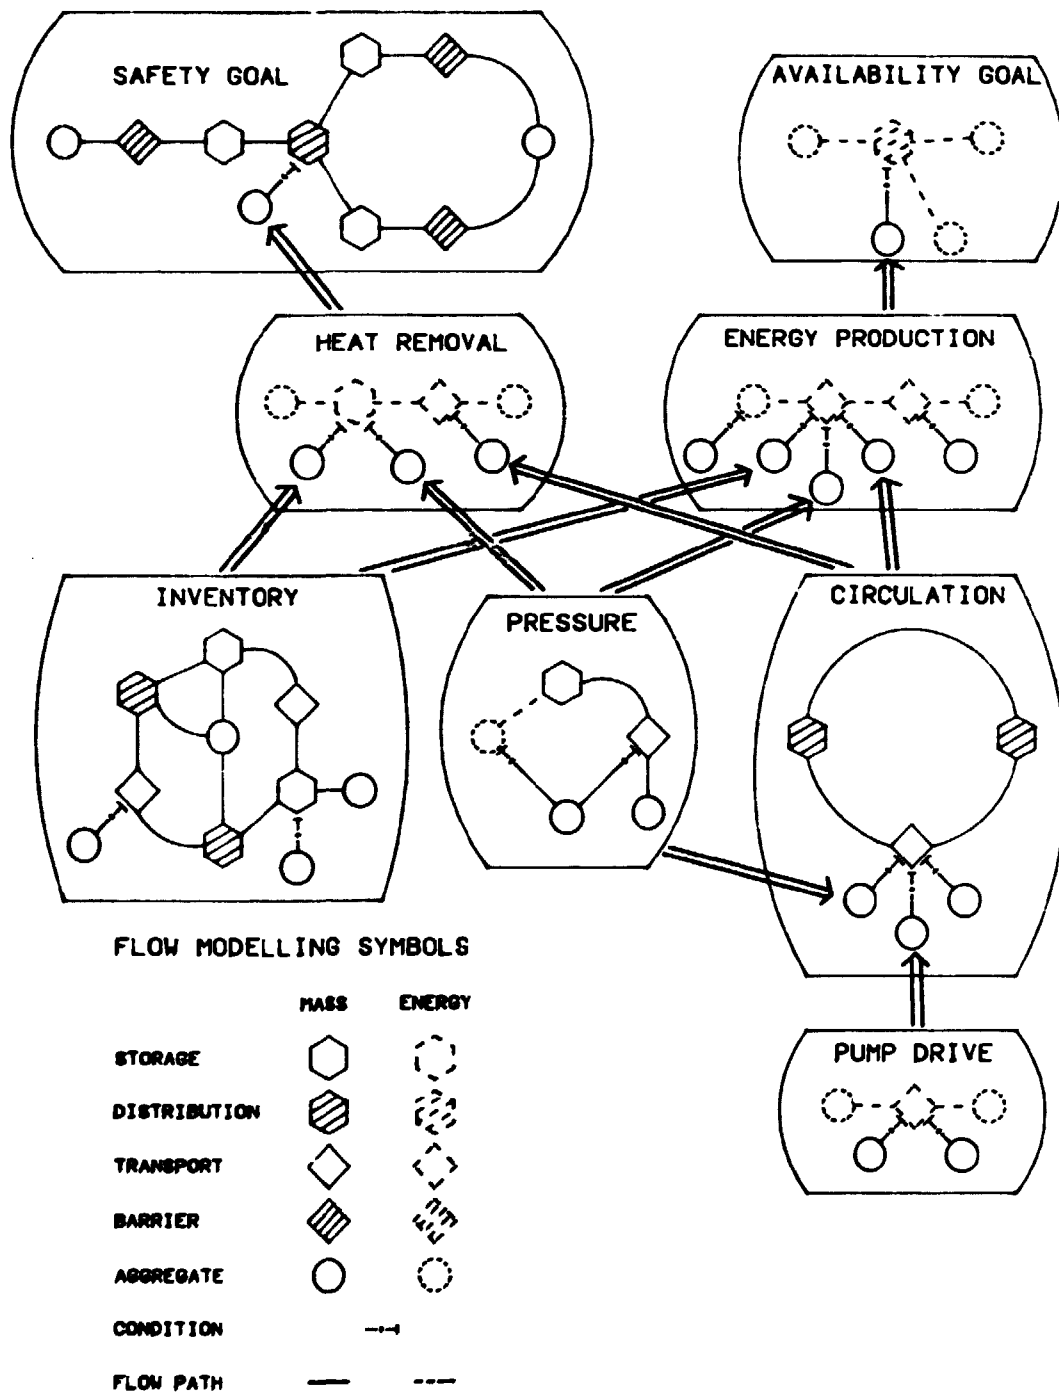 SAFETY GOAL
AVAILABILITY GOAL
HEAT REMOVAL
ENERGY PRODUCTION
INVENTORY
PRESSURE
CIRCULATION
PUMP DRIVE
FLOW MODELLING SYMBOLS
MASS ENERGY
STORAGE
DISTRIBUTION
TRANSPORT
BARRIER
AGGREGATE
CONDITION
FLOW PATH